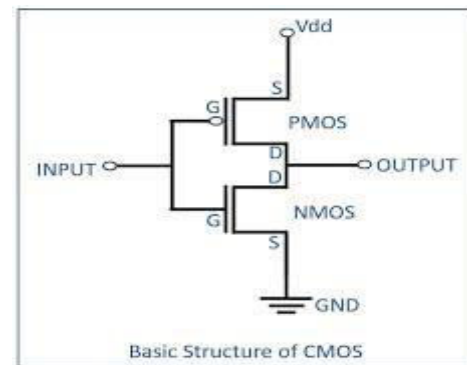 Vdd
S
G
PMOS
D
INPUT
OUTPUT
D
NMOS
G
S
GND
Basic Structure of CMOS